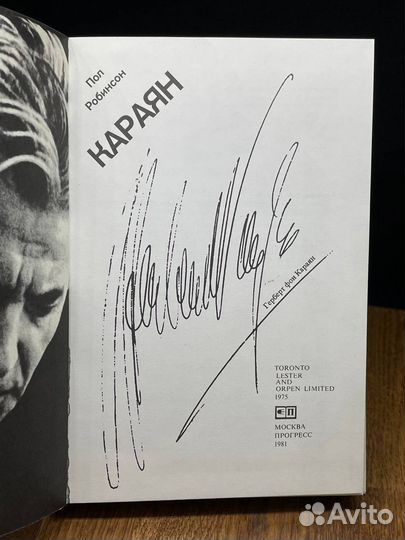 Пол
Робинсон
КАРАЯН
Герберт фон Караян
TORONTO
LESTER
AND
ORPEN LIMITED
1975
МОСКВА
ПРОГРЕСС
1981
Avito